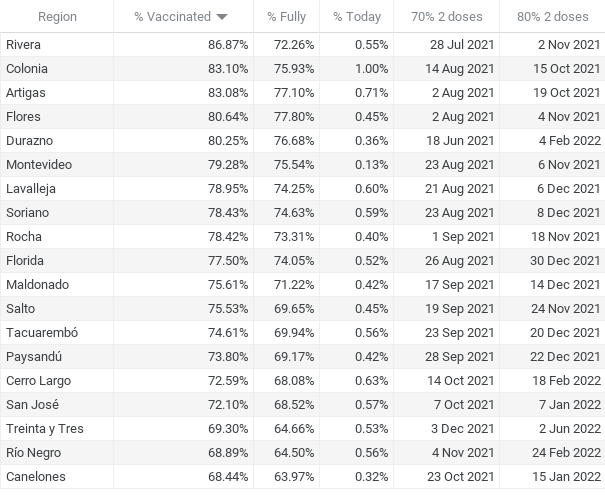 Region % Vaccinated % Fully % Today 70% 2 doses 80% 2 doses
Rivera 86.87% 72.26% 0.55% 28 Jul 2021 2 Nov 2021
Colonia 83.10% 75.93% 1.00% 14 Aug 2021 15 Oct 2021
Artigas 83.08% 77.10% 0.71% 2 Aug 2021 19 Oct 2021
Flores 80.64% 77.80% 0.45% 2 Aug 2021 4 Nov 2021
Durazno 80.25% 76.68% 0.36% 18 Jun 2021 4 Feb 2022
Montevideo 79.28% 75.54% 0.13% 23 Aug 2021 6 Nov 2021
Lavalleja 78.95% 74.25% 0.60% 21 Aug 2021 6 Dec 2021
Soriano 78.43% 74.63% 0.59% 23 Aug 2021 8 Dec 2021
Rocha 78.42% 73.31% 0.40% 1 Sep 2021 18 Nov 2021
Florida 77.50% 74.05% 0.52% 26 Aug 2021 30 Dec 2021
Maldonado 75.61% 71.22% 0.42% 17 Sep 2021 14 Dec 2021
Salto 75.53% 69.65% 0.45% 19 Sep 2021 24 Nov 2021
Tacuarembó 74.61% 69.94% 0.56% 23 Sep 2021 20 Dec 2021
Paysandú 73.80% 69.17% 0.42% 28 Sep 2021 22 Dec 2021
Cerro Largo 72.59% 68.08% 0.63% 14 Oct 2021 18 Feb 2022
San José 72.10% 68.52% 0.57% 7 Oct 2021 7 Jan 2022
Treinta y Tres 69.30% 64.66% 0.53% 3 Dec 2021 2 Jun 2022
Río Negro 68.89% 64.50% 0.56% 4 Nov 2021 24 Feb 2022
Canelones 68.44% 63.97% 0.32% 23 Oct 2021 15 Jan 2022